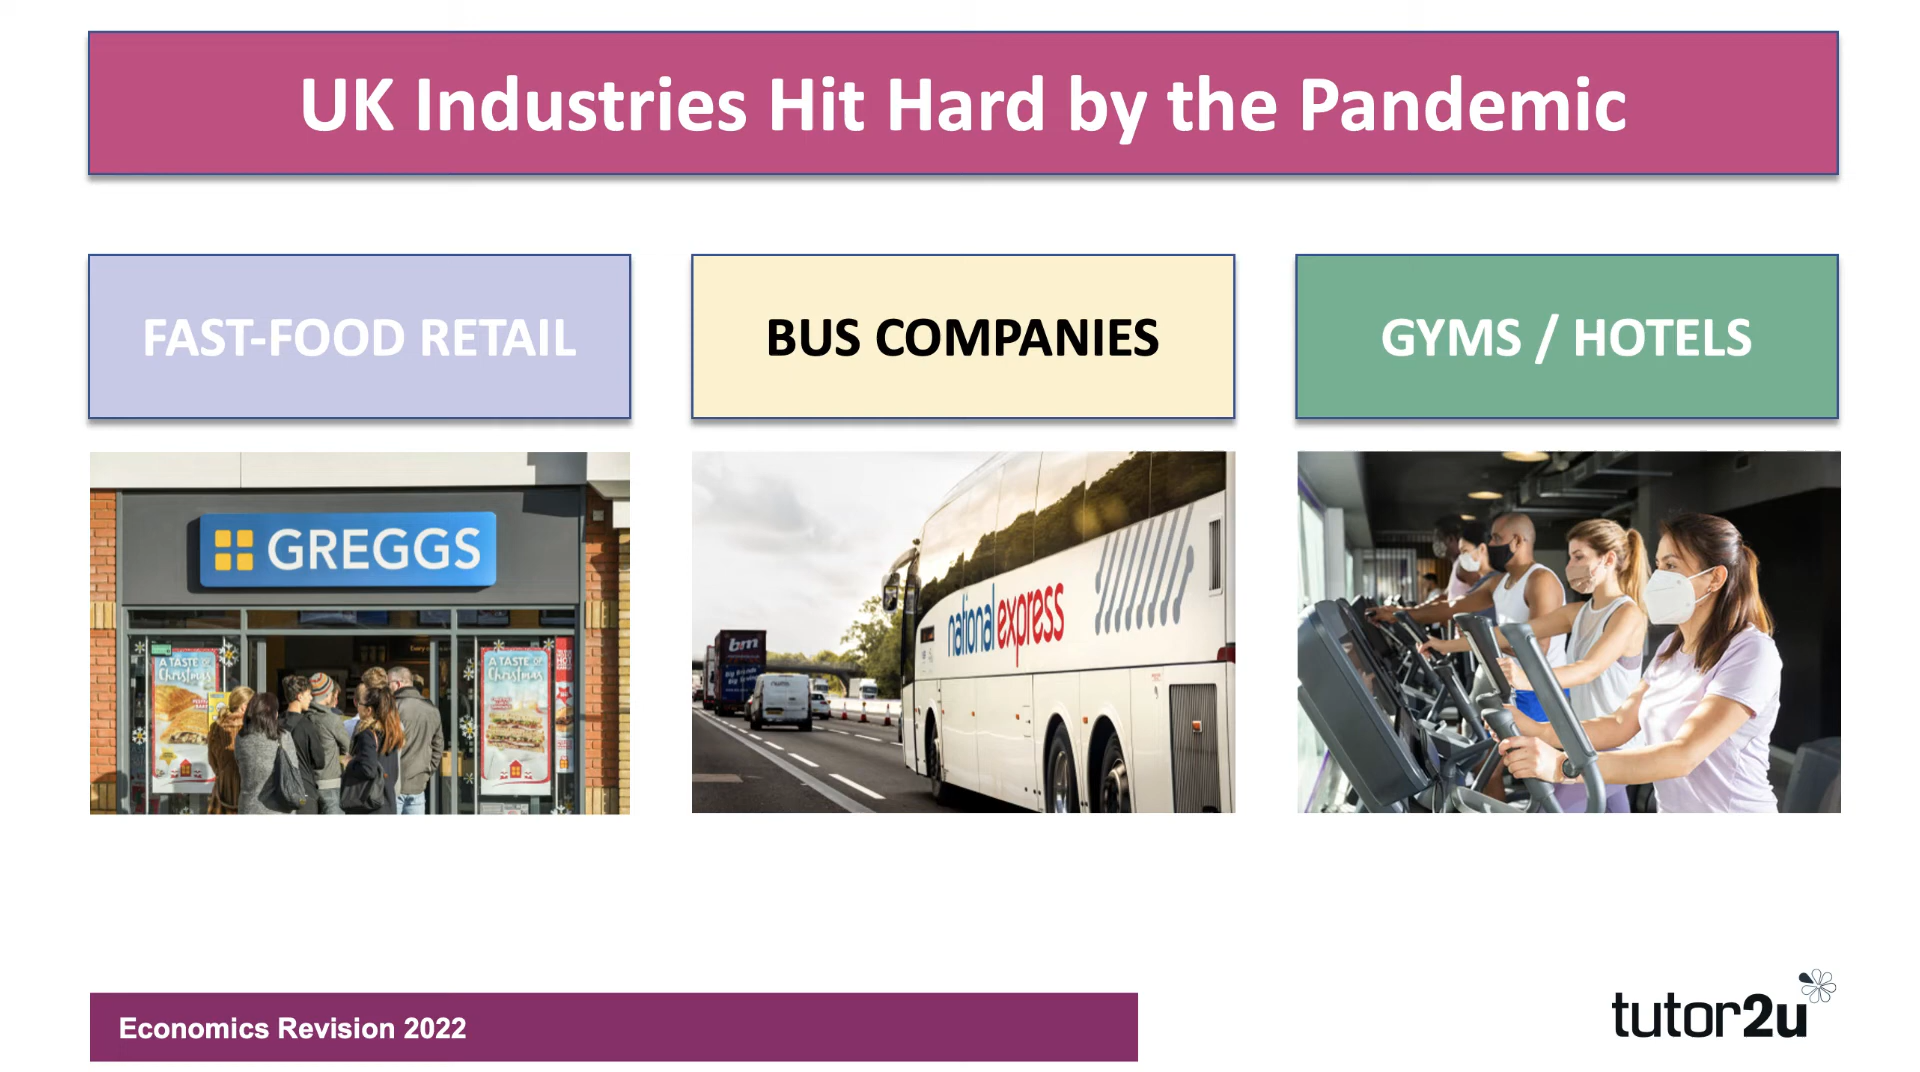 UK Industries Hit Hard by the Pandemic
FAST-FOOD RETAIL
BUS COMPANIES
GYMS / HOTELS
GREGGS
A TASTE OF
Christmas
A TASTE OF
Christmas
bm
national express
Economics Revision 2022
tutor2u